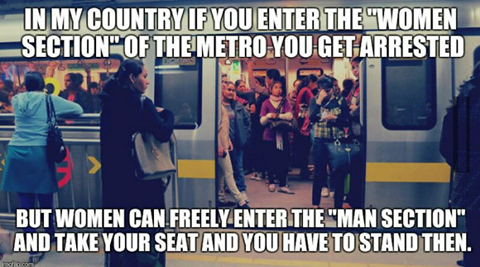 IN MY COUNTRY IF YOU ENTER THE "WOMEN
SECTION" OF THE METRO YOU GET ARRESTED
BUT WOMEN CAN FREELY ENTER THE "MAN SECTION"
AND TAKE YOUR SEAT AND YOU HAVE TO STAND THEN.
imgflip.com